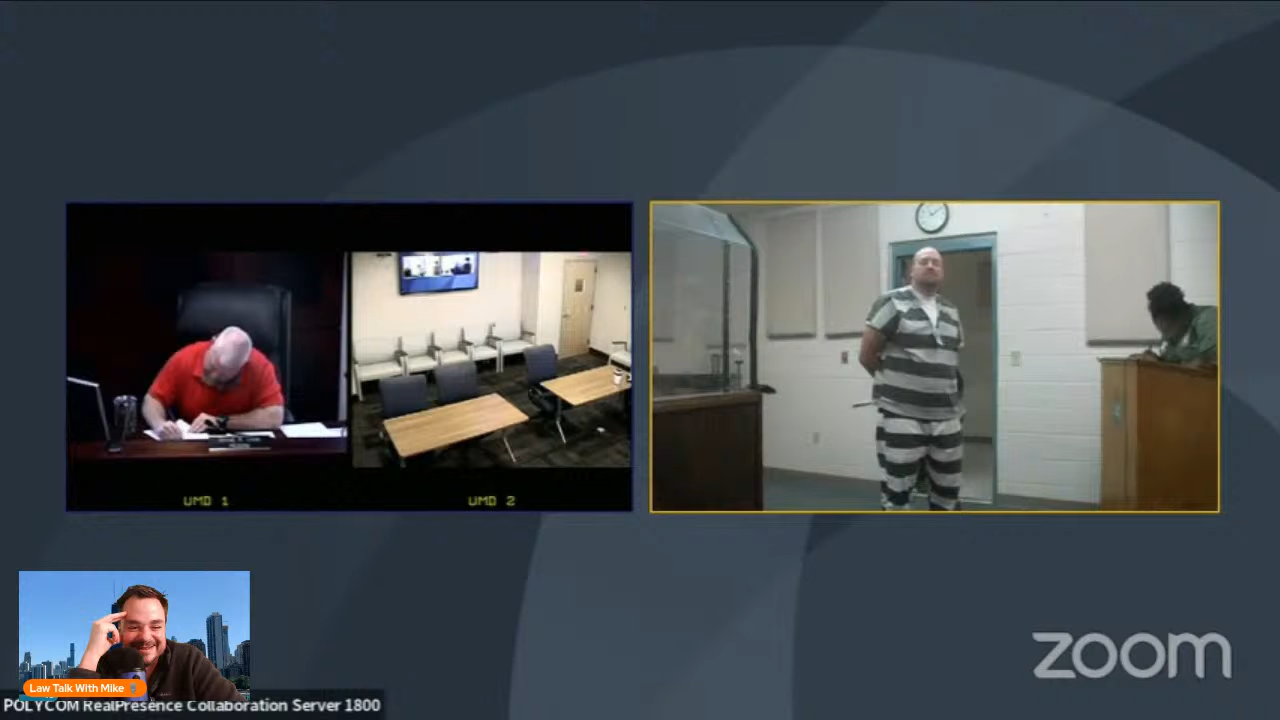 UMD 1
UMD 2
zoom
Law Talk With Mike
POLYCOM RealPresence Collaboration Server 1800